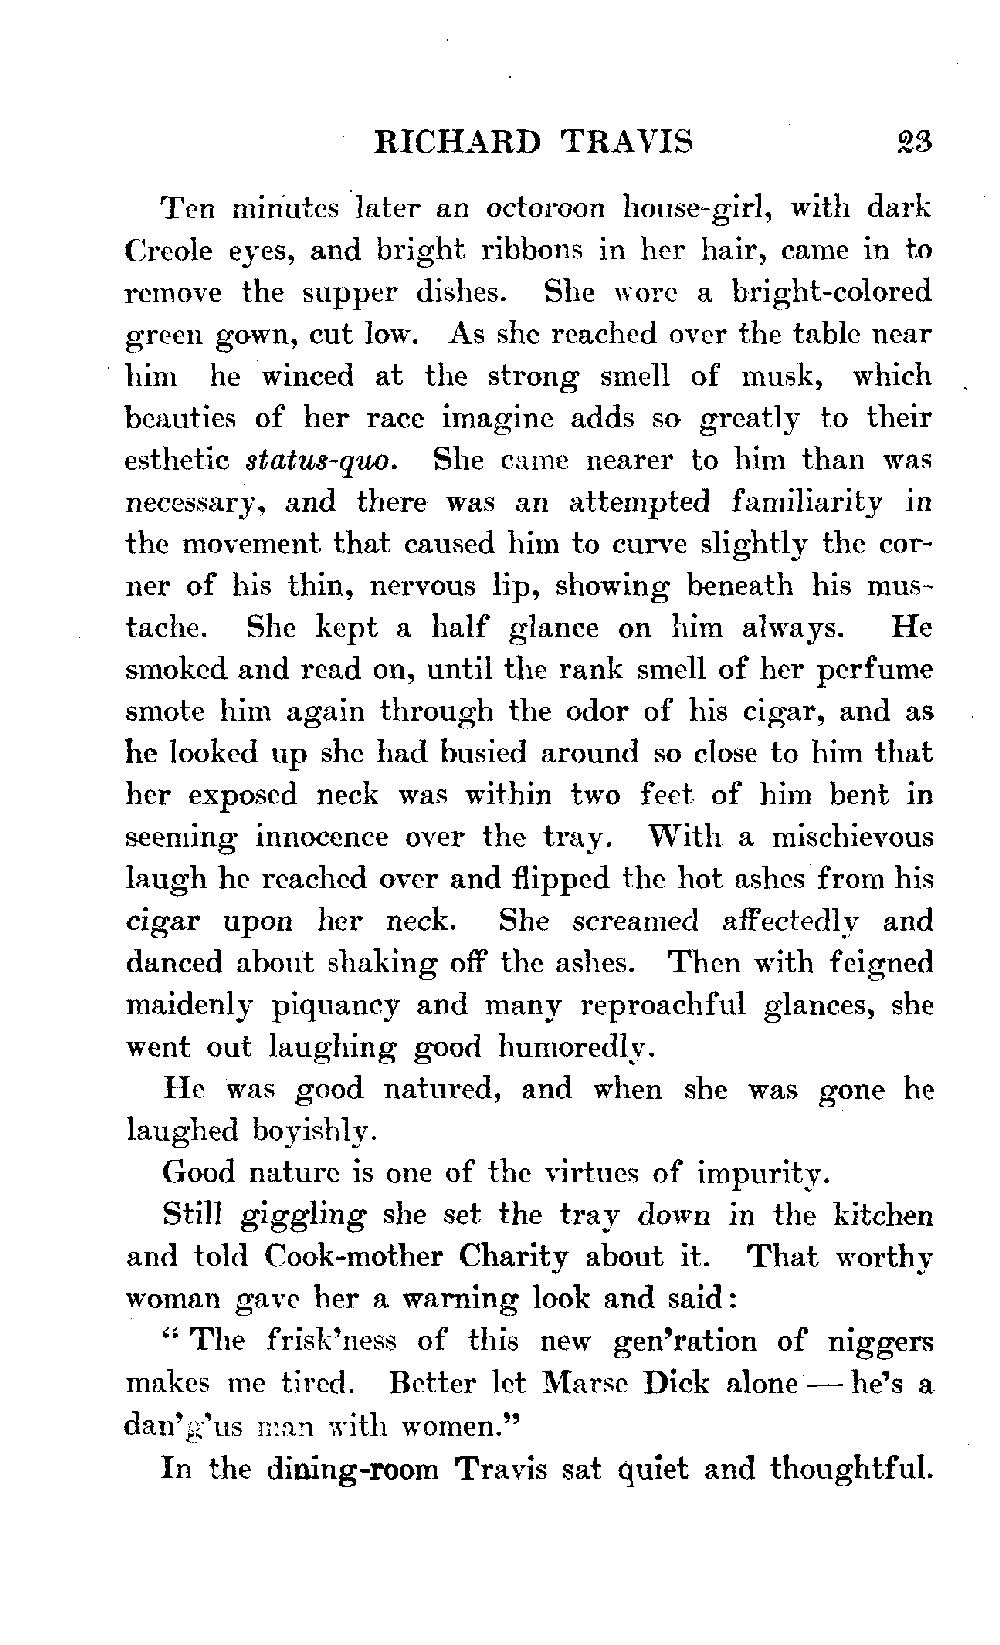 RICHARD TRAVIS 23
Ten minutes later an octoroon house-girl, with dark
Creole eyes, and bright ribbons in her hair, came in to
remove the supper dishes. She wore a bright-colored
green gown, cut low. As she reached over the table near
him he winced at the strong smell of musk, which
beauties of her race imagine adds so greatly to their
esthetic status-quo. She came nearer to him than was
necessary, and there was an attempted familiarity in
the movement that caused him to curve slightly the cor-
ner of his thin, nervous lip, showing beneath his mus-
tache. She kept a half glance on him always. He
smoked and read on, until the rank smell of her perfume
smote him again through the odor of his cigar, and as
he looked up she had busied around so close to him that
her exposed neck was within two feet of him bent in
seeming innocence over the tray. With a mischievous
laugh he reached over and flipped the hot ashes from his
cigar upon her neck. She screamed affectedly and
danced about shaking off the ashes. Then with feigned
maidenly piquancy and many reproachful glances, she
went out laughing good humoredly.
He was good natured, and when she was gone he
laughed boyishly.
Good nature is one of the virtues of impurity.
Still giggling she set the tray down in the kitchen
and told Cook-mother Charity about it. That worthy
woman gave her a warning look and said:
“The frisk’ness of this new gen’ration of niggers
makes me tired. Better let Marse Dick alone — he’s a
dan’g’us man with women.”
In the dining-room Travis sat quiet and thoughtful.